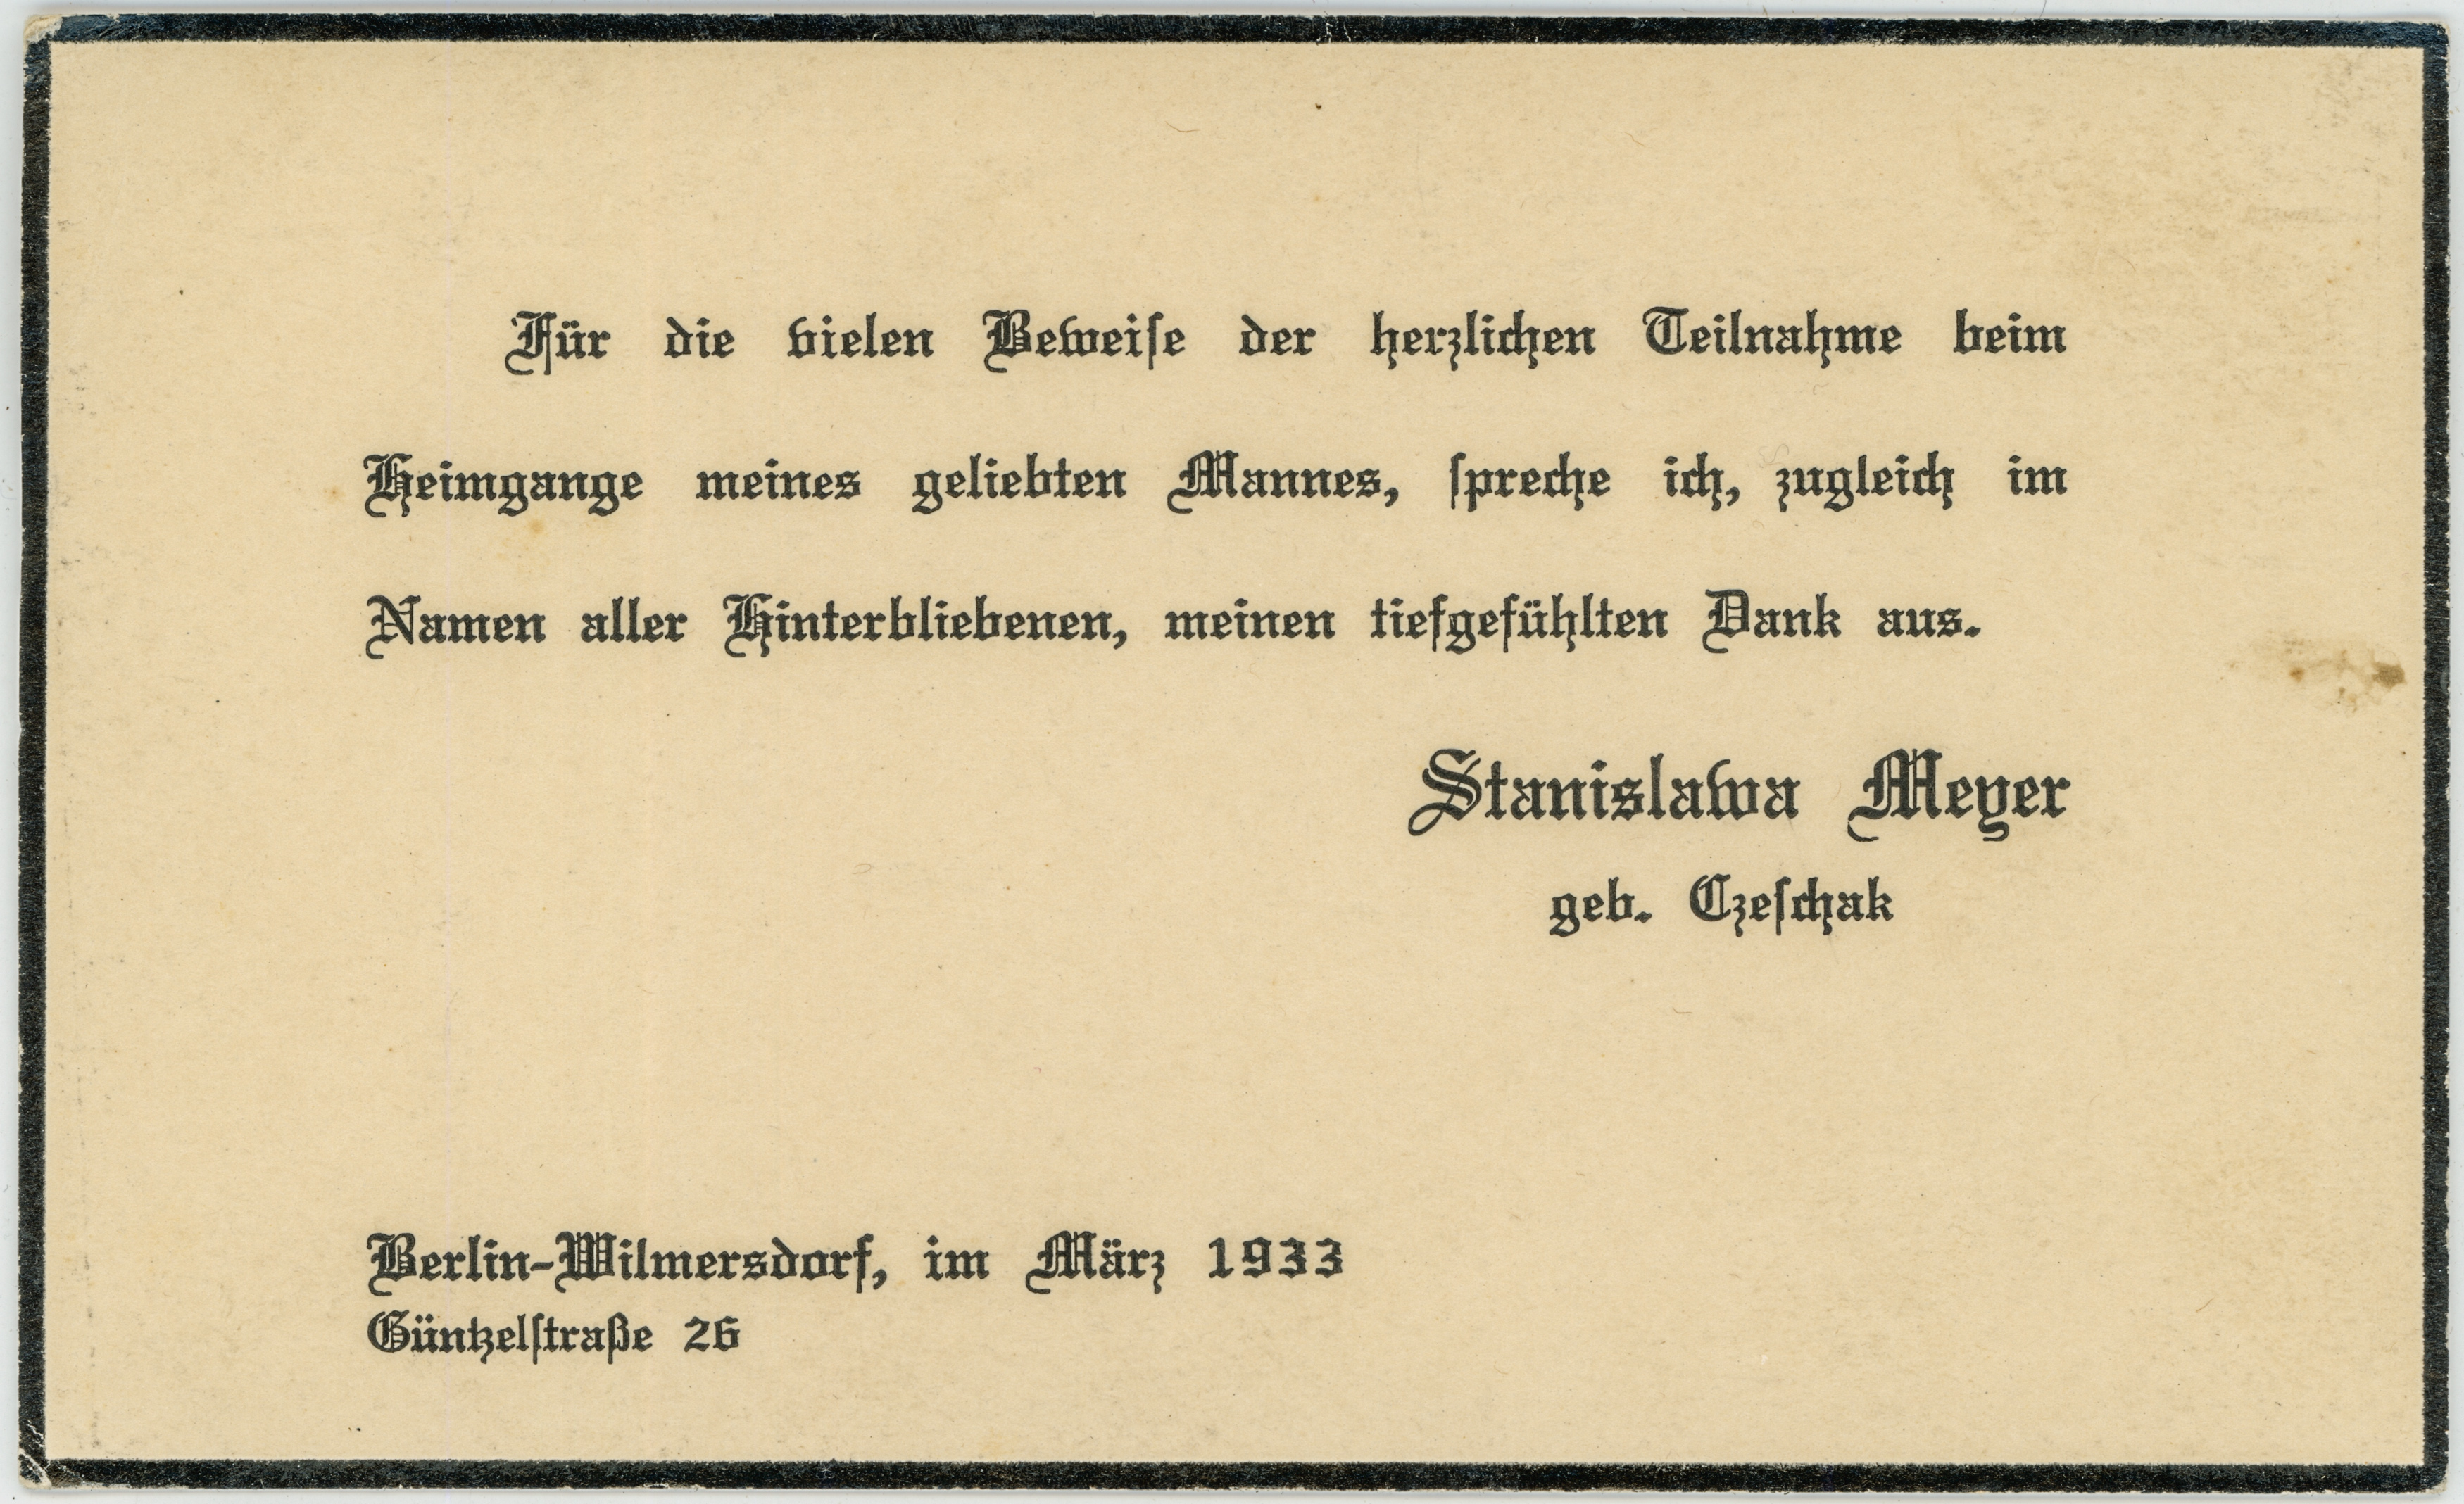 Für die vielen Beweiſe der herzlichen Teilnahme beim
Heimgange meines geliebten Mannes, ſpreche ich, zugleich im
Namen aller Hinterbliebenen, meinen tiefgefühlten Dank aus.
Stanislawa Meyer
geb. Czeſchak
Berlin-Wilmersdorf, im März 1933
Güntzelſtraße 26